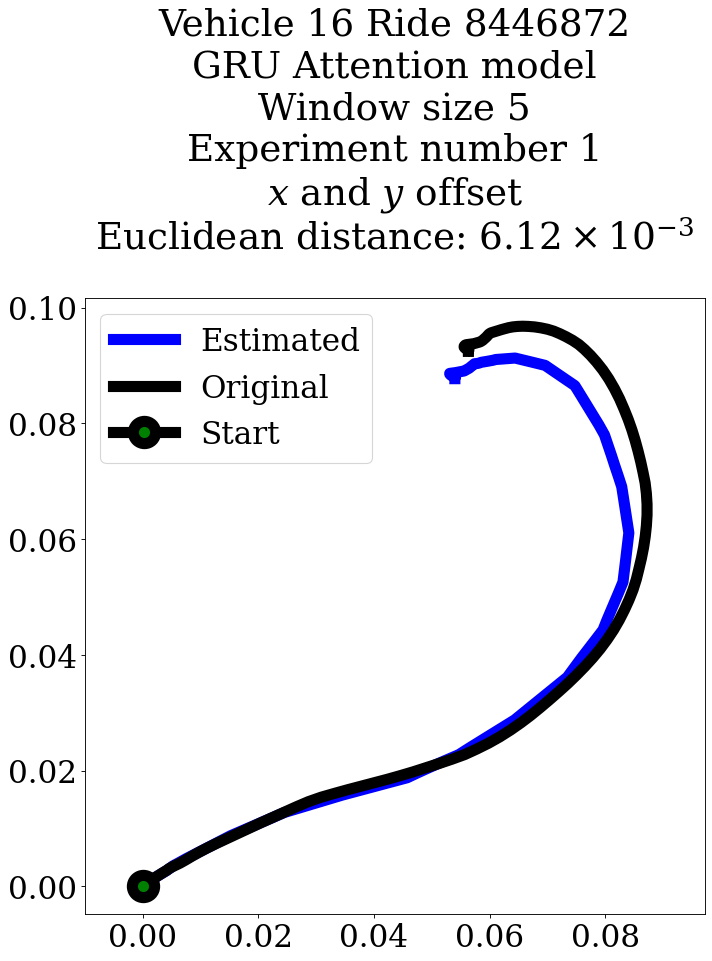 Vehicle 16 Ride 8446872
GRU Attention model
Window size 5
Experiment number 1
x and y offset
Euclidean distance: 6.12 × 10⁻³
Estimated
Original
Start
0.10
0.08
0.06
0.04
0.02
0.00
0.00 0.02 0.04 0.06 0.08